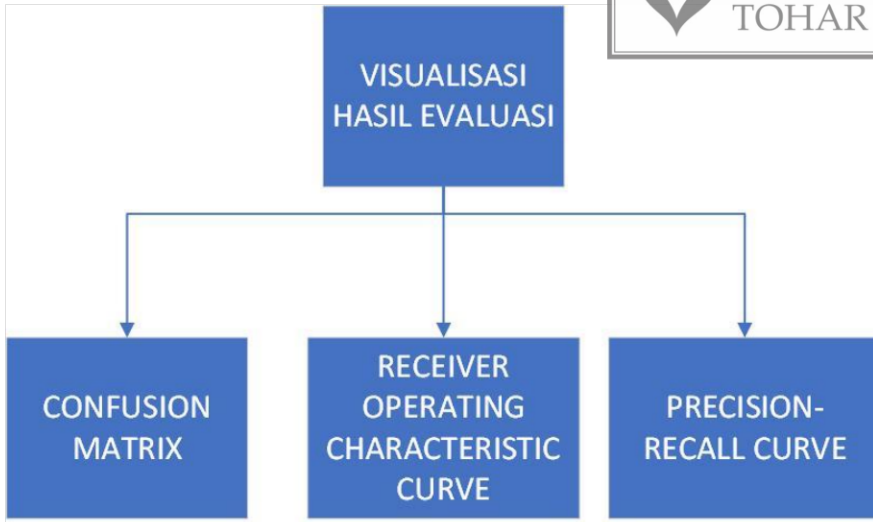 TOHAR
VISUALISASI
HASIL EVALUASI
CONFUSION
MATRIX
RECEIVER
OPERATING
CHARACTERISTIC
CURVE
PRECISION-
RECALL CURVE